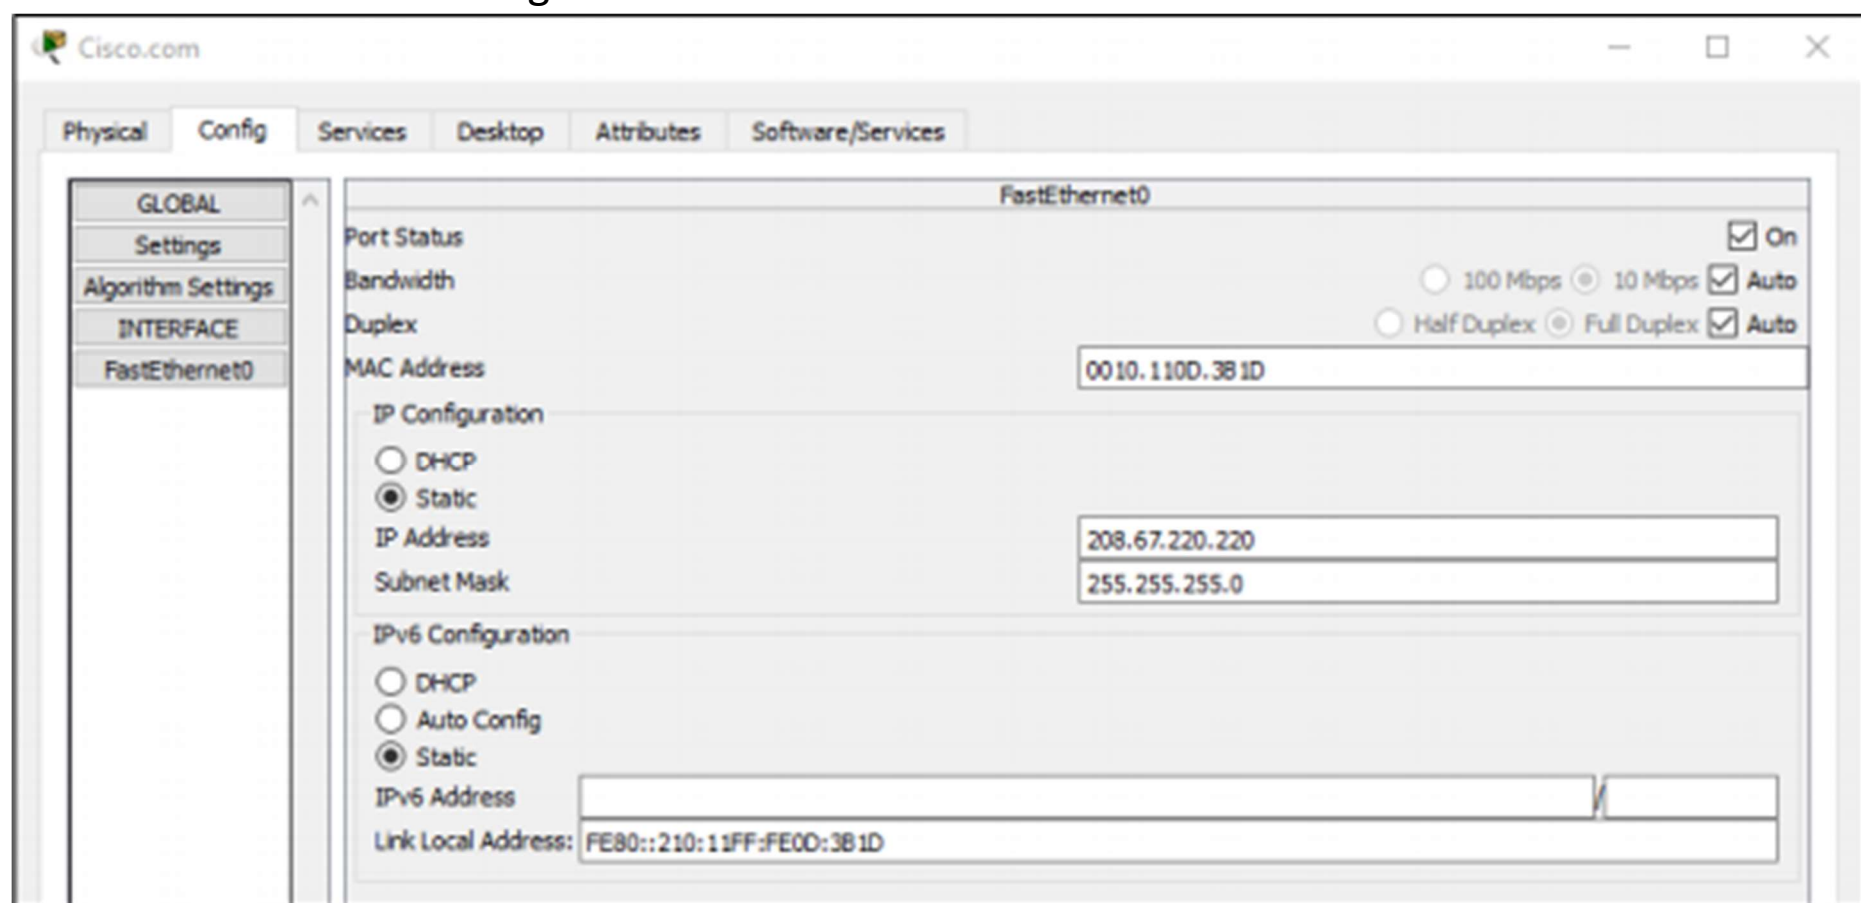 Cisco.com
Physical Config Services Desktop Attributes Software/Services
GLOBAL
Settings
Algorithm Settings
INTERFACE
FastEthernet0
FastEthernet0
Port Status On
Bandwidth 100 Mbps 10 Mbps Auto
Duplex Half Duplex Full Duplex Auto
MAC Address 0010.110D.3B1D
IP Configuration
DHCP
Static
IP Address 208.67.220.220
Subnet Mask 255.255.255.0
IPv6 Configuration
DHCP
Auto Config
Static
IPv6 Address /
Link Local Address: FE80::210:11FF:FE0D:3B1D